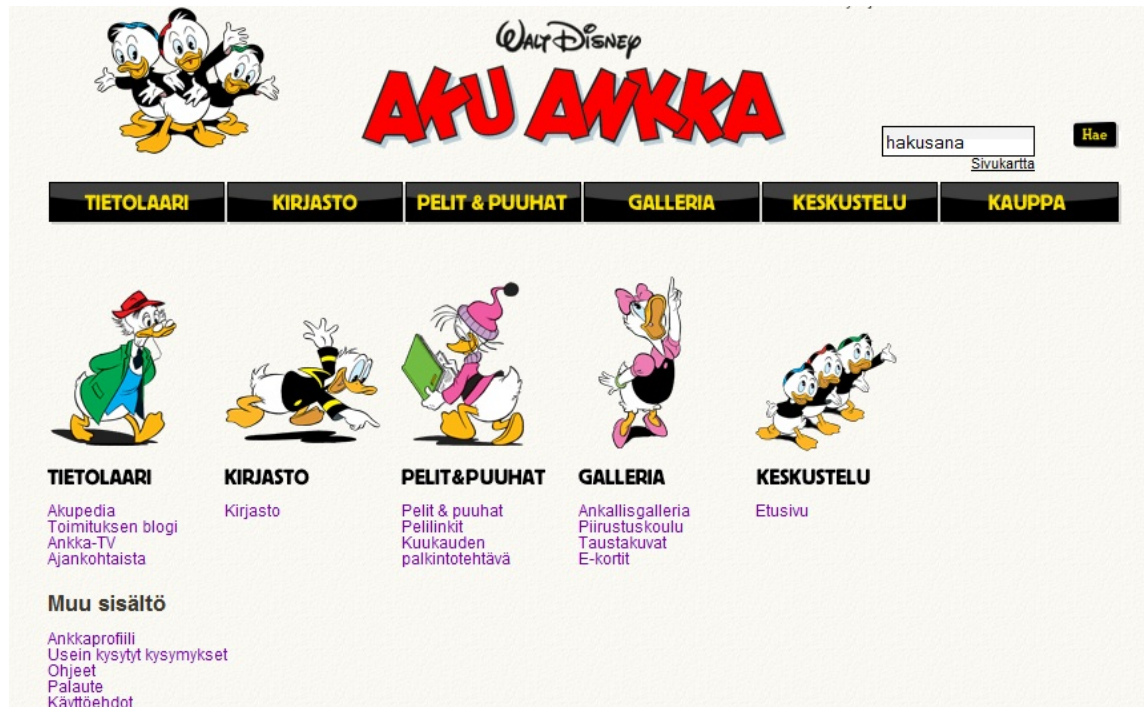 WALT DISNEY
AKU ANKKA
hakusana
Hae
Sivukartta
TIETOLAARI
KIRJASTO
PELIT & PUUHAT
GALLERIA
KESKUSTELU
KAUPPA
TIETOLAARI
Akupedia
Toimituksen blogi
Ankka-TV
Ajankohtaista
KIRJASTO
Kirjasto
PELIT&PUUHAT
Pelit & puuhat
Pelilinkit
Kuukauden
palkintotehtävä
GALLERIA
Ankallisgalleria
Piirustuskoulu
Taustakuvat
E-kortit
KESKUSTELU
Etusivu
Muu sisältö
Ankkaprofiili
Usein kysytyt kysymykset
Ohjeet
Palaute
Käyttöehdot